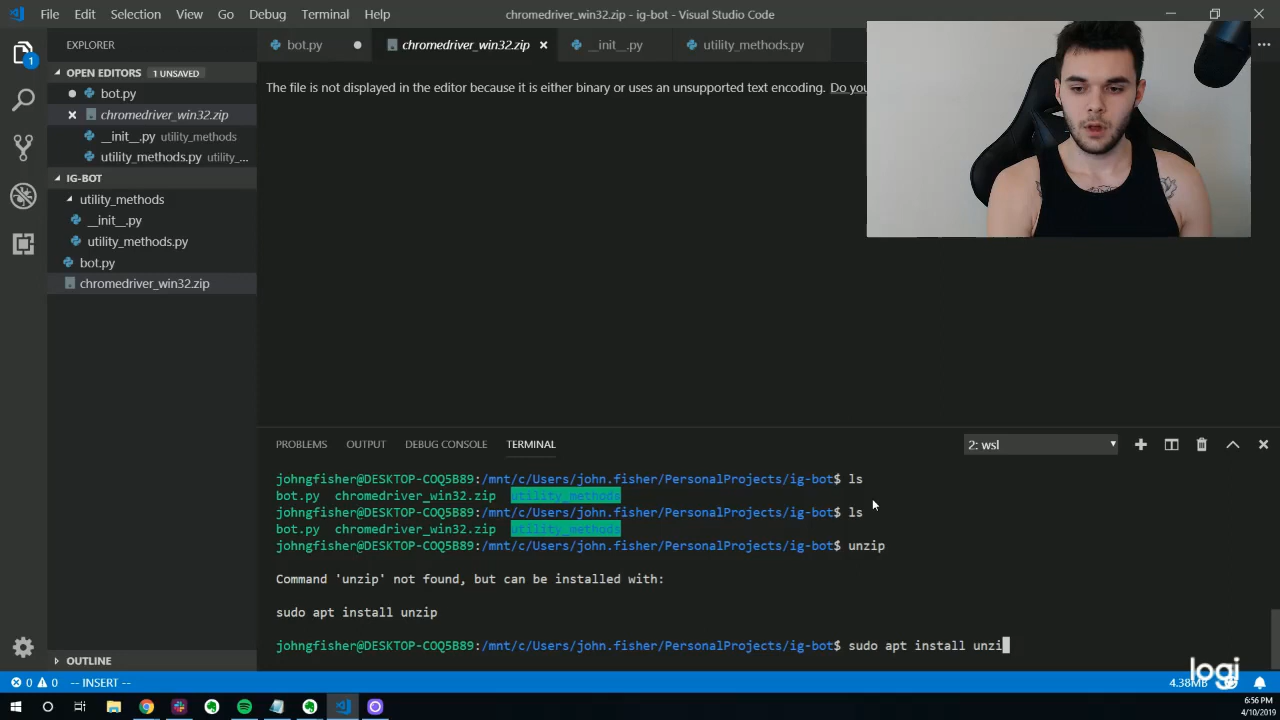 File Edit Selection View Go Debug Terminal Help
chromedriver_win32.zip - ig-bot - Visual Studio Code
EXPLORER
bot.py
chromedriver_win32.zip
__init__.py
utility_methods.py
OPEN EDITORS 1 UNSAVED
bot.py
chromedriver_win32.zip
__init__.py utility_methods
utility_methods.py utility_...
IG-BOT
utility_methods
__init__.py
utility_methods.py
bot.py
chromedriver_win32.zip
OUTLINE
The file is not displayed in the editor because it is either binary or uses an unsupported text encoding. Do you
PROBLEMS OUTPUT DEBUG CONSOLE TERMINAL
2: wsl
johngfisher@DESKTOP-COQ5B89:/mnt/c/Users/john.fisher/PersonalProjects/ig-bot$ ls
bot.py chromedriver_win32.zip utility_methods
johngfisher@DESKTOP-COQ5B89:/mnt/c/Users/john.fisher/PersonalProjects/ig-bot$ ls
bot.py chromedriver_win32.zip utility_methods
johngfisher@DESKTOP-COQ5B89:/mnt/c/Users/john.fisher/PersonalProjects/ig-bot$ unzip
Command 'unzip' not found, but can be installed with:
sudo apt install unzip
johngfisher@DESKTOP-COQ5B89:/mnt/c/Users/john.fisher/PersonalProjects/ig-bot$ sudo apt install unzi
0 0 -- INSERT --
4.38MB
logi
6:56 PM
4/10/2019
1